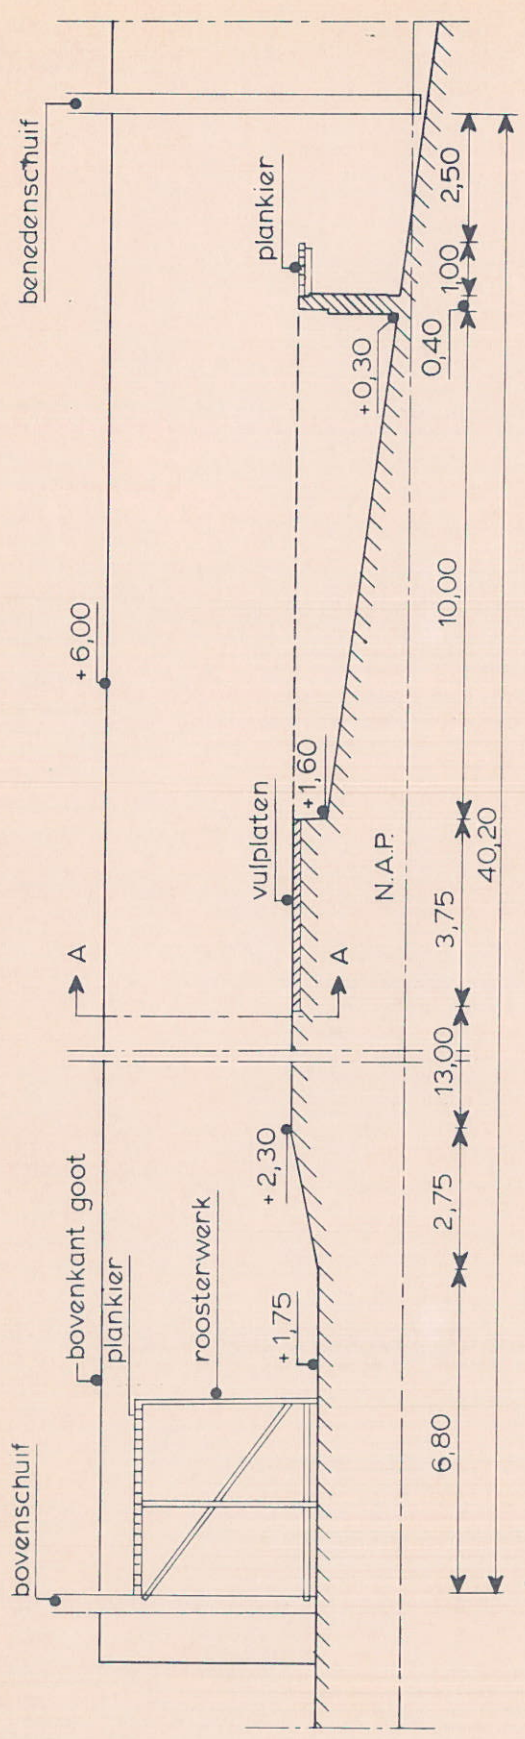 bovenschuif
bovenkant goot
plankier
roosterwerk
+1,75
+2,30
A
A
vulplaten
+1,60
+6,00
+0,30
plankier
benedenschuif
N.A.P.
6,80
2,75
13,00
3,75
10,00
0,40
1,00
2,50
40,20